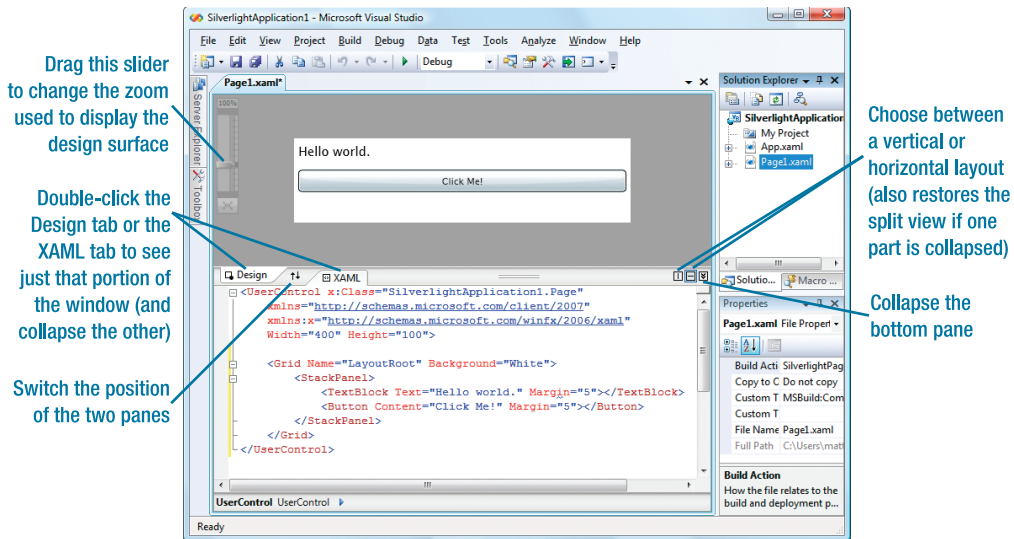 SilverlightApplication1 - Microsoft Visual Studio
File Edit View Project Build Debug Data Test Tools Analyze Window Help
Debug
Drag this slider
to change the zoom
used to display the
design surface
Double-click the
Design tab or the
XAML tab to see
just that portion of
the window (and
collapse the other)
Switch the position
of the two panes
Server Explorer
Toolbox
Page1.xaml*
100%
Hello world.
Click Me!
Design
XAML
<UserControl x:Class="SilverlightApplication1.Page"
xmlns="http://schemas.microsoft.com/client/2007"
xmlns:x="http://schemas.microsoft.com/winfx/2006/xaml"
Width="400" Height="100">
<Grid Name="LayoutRoot" Background="White">
<StackPanel>
<TextBlock Text="Hello world." Margin="5"></TextBlock>
<Button Content="Click Me!" Margin="5"></Button>
</StackPanel>
</Grid>
</UserControl>
UserControl UserControl
Ready
Solution Explorer
SilverlightApplication
My Project
App.xaml
Page1.xaml
Solutio... Macro ...
Properties
Page1.xaml File Propert
Build Acti SilverlightPag
Copy to C Do not copy
Custom T MSBuild:Com
Custom T
File Name Page1.xaml
Full Path C:\Users\matt
Build Action
How the file relates to the
build and deployment p...
Choose between
a vertical or
horizontal layout
(also restores the
split view if one
part is collapsed)
Collapse the
bottom pane